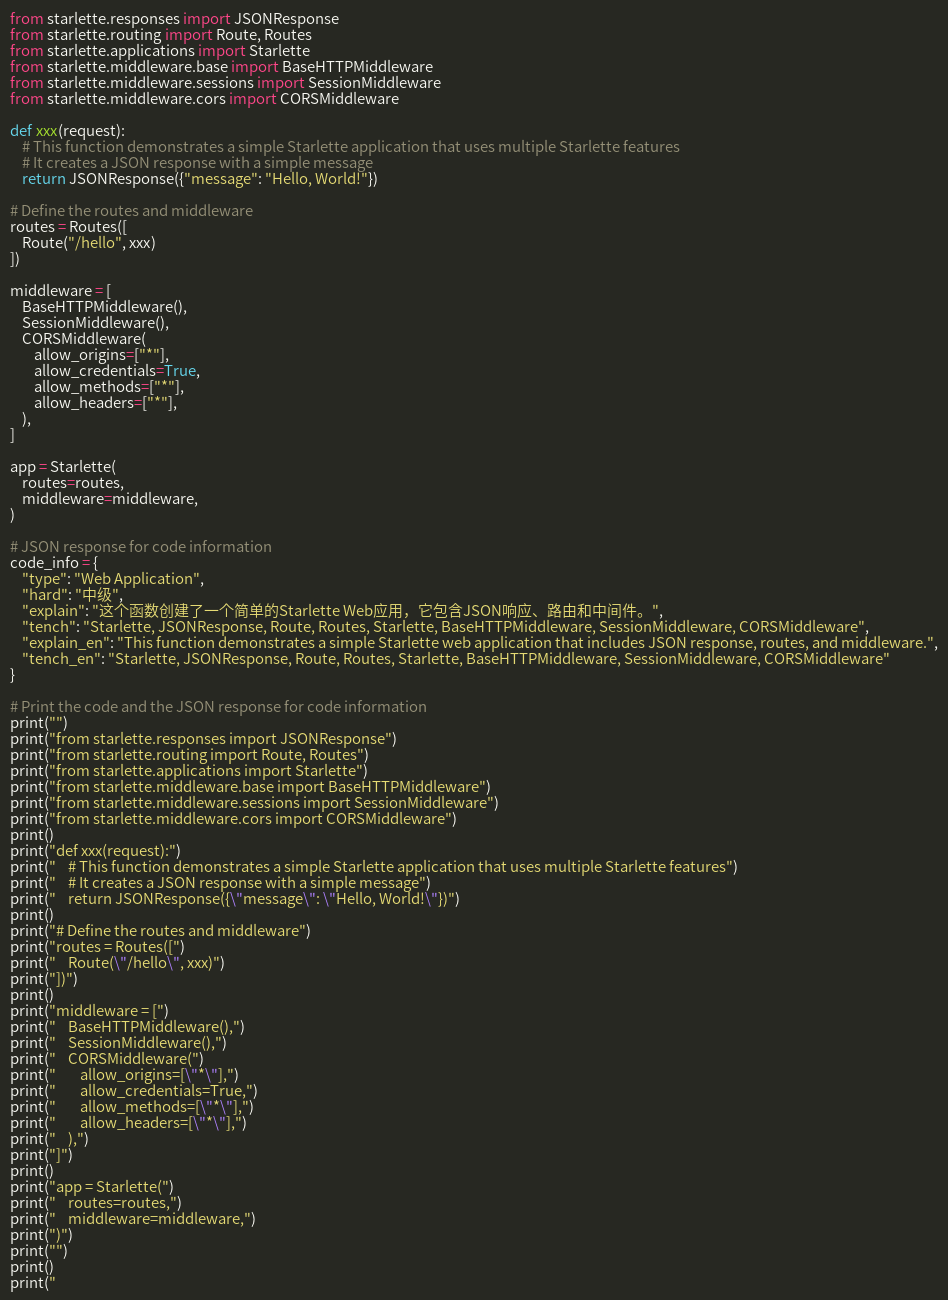 from starlette.responses import JSONResponse
from starlette.routing import Route, Routes
from starlette.applications import Starlette
from starlette.middleware.base import BaseHTTPMiddleware
from starlette.middleware.sessions import SessionMiddleware
from starlette.middleware.cors import CORSMiddleware

def xxx(request):
    # This function demonstrates a simple Starlette application that uses multiple Starlette features
    # It creates a JSON response with a simple message
    return JSONResponse({"message": "Hello, World!"})

# Define the routes and middleware
routes = Routes([
    Route("/hello", xxx)
])

middleware = [
    BaseHTTPMiddleware(),
    SessionMiddleware(),
    CORSMiddleware(
        allow_origins=["*"],
        allow_credentials=True,
        allow_methods=["*"],
        allow_headers=["*"],
    ),
]

app = Starlette(
    routes=routes,
    middleware=middleware,
)

# JSON response for code information
code_info = {
    "type": "Web Application",
    "hard": "中级",
    "explain": "这个函数创建了一个简单的Starlette Web应用，它包含JSON响应、路由和中间件。",
    "tench": "Starlette, JSONResponse, Route, Routes, Starlette, BaseHTTPMiddleware, SessionMiddleware, CORSMiddleware",
    "explain_en": "This function demonstrates a simple Starlette web application that includes JSON response, routes, and middleware.",
    "tench_en": "Starlette, JSONResponse, Route, Routes, Starlette, BaseHTTPMiddleware, SessionMiddleware, CORSMiddleware"
}

# Print the code and the JSON response for code information
print("")
print("from starlette.responses import JSONResponse")
print("from starlette.routing import Route, Routes")
print("from starlette.applications import Starlette")
print("from starlette.middleware.base import BaseHTTPMiddleware")
print("from starlette.middleware.sessions import SessionMiddleware")
print("from starlette.middleware.cors import CORSMiddleware")
print()
print("def xxx(request):")
print("    # This function demonstrates a simple Starlette application that uses multiple Starlette features")
print("    # It creates a JSON response with a simple message")
print("    return JSONResponse({\"message\": \"Hello, World!\"})")
print()
print("# Define the routes and middleware")
print("routes = Routes([")
print("    Route(\"/hello\", xxx)")
print("])")
print()
print("middleware = [")
print("    BaseHTTPMiddleware(),")
print("    SessionMiddleware(),")
print("    CORSMiddleware(")
print("        allow_origins=[\"*\"],")
print("        allow_credentials=True,")
print("        allow_methods=[\"*\"],")
print("        allow_headers=[\"*\"],")
print("    ),")
print("]")
print()
print("app = Starlette(")
print("    routes=routes,")
print("    middleware=middleware,")
print(")")
print("")
print()
print("